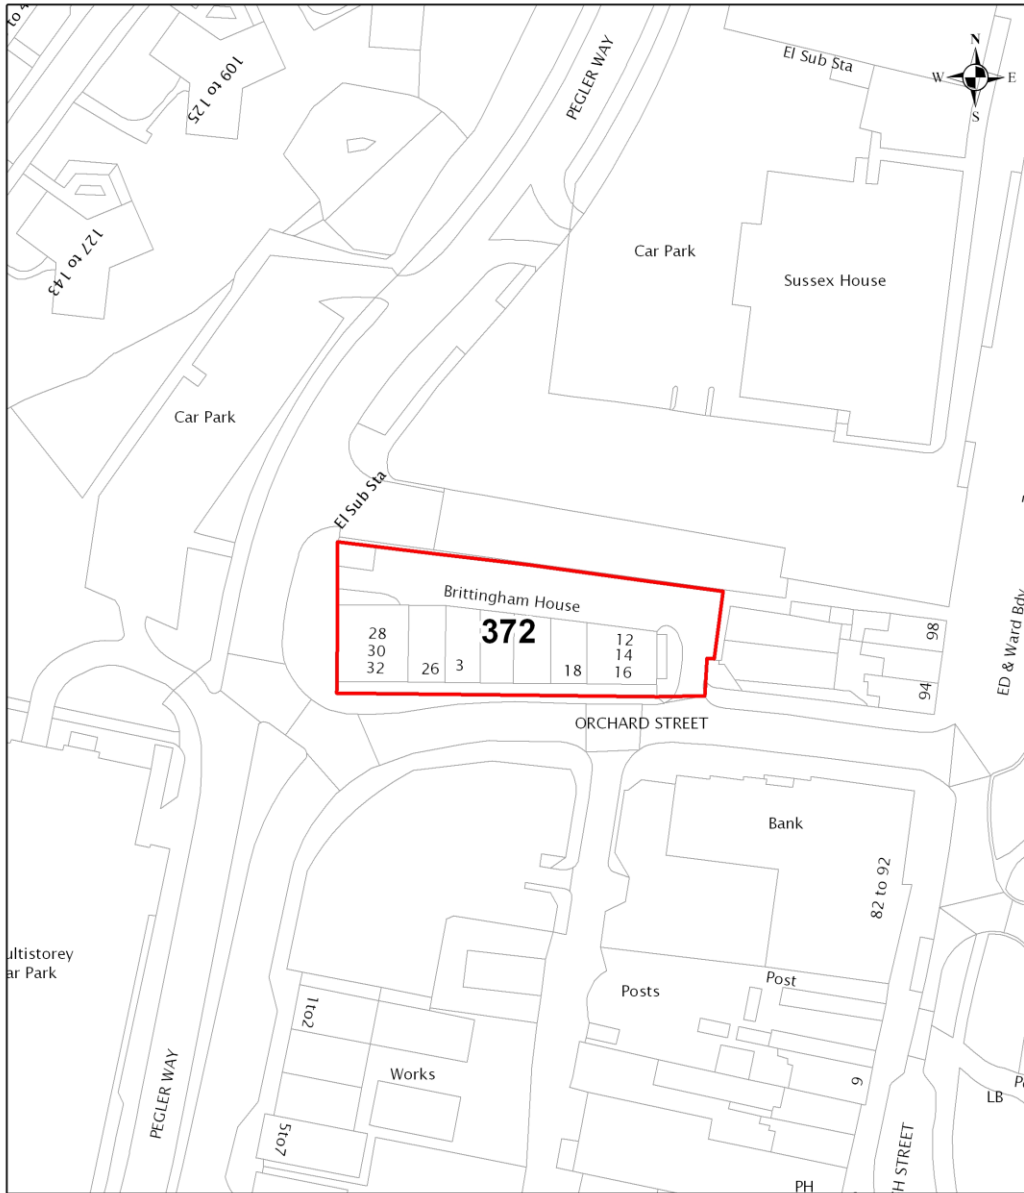 El Sub Sta
N
W
E
S
109 to 125
PEGLER WAY
127 to 143
Car Park
Sussex House
Car Park
El Sub Sta
Brittingham House
372
28
30
32
26
3
18
12
14
16
98
94
ED & Ward Bdy
ORCHARD STREET
Bank
82 to 92
ultistorey
ar Park
Posts
Post
1to2
Works
PEGLER WAY
5to7
9
LB
H STREET
PH